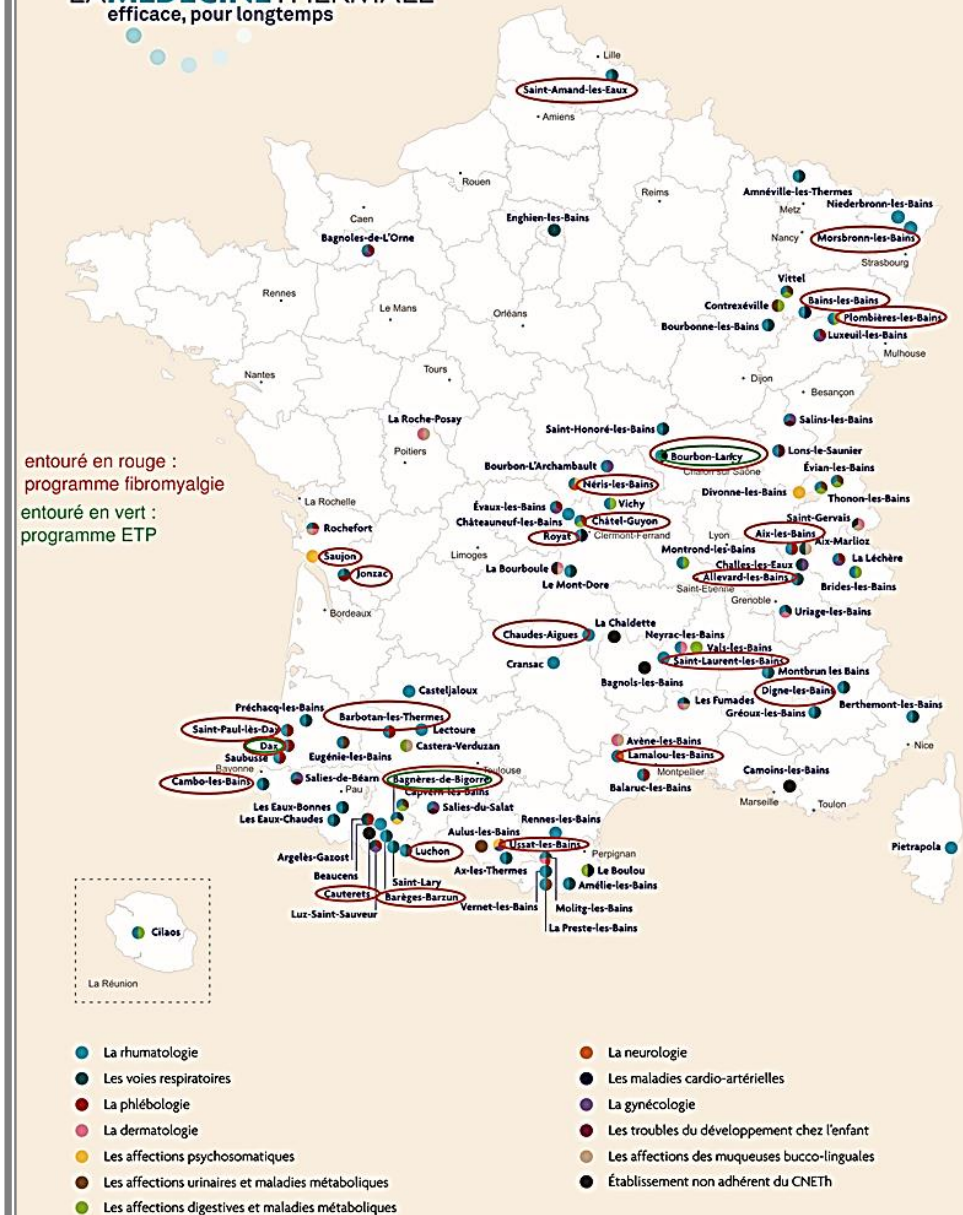 LA MÉDECINE THERMALE
efficace, pour longtemps
Lille
Saint-Amand-les-Eaux
Amiens
Rouen
Reims
Amnéville-les-Thermes
Metz
Niederbronn-les-Bains
Caen
Enghien-les-Bains
Bagnoles-de-L'Orne
Nancy
Morsbronn-les-Bains
Strasbourg
Vittel
Rennes
Contrexéville
Bains-les-Bains
Le Mans
Orléans
Bourbonne-les-Bains
Plombières-les-Bains
Luxeuil-les-Bains
Mulhouse
Nantes
Tours
Dijon
Besançon
La Roche-Posay
Saint-Honoré-les-Bains
Salins-les-Bains
Poitiers
Bourbon-Lancy
Chalon sur Saône
Lons-le-Saunier
entouré en rouge :
programme fibromyalgie
Bourbon-L'Archambault
Évian-les-Bains
Néris-les-Bains
Divonne-les-Bains
Thonon-les-Bains
La Rochelle
Vichy
entouré en vert :
programme ETP
Évaux-les-Bains
Châteauneuf-les-Bains
Châtel-Guyon
Saint-Gervais
Rochefort
Royat
Clermont-Ferrand
Lyon
Aix-les-Bains
Aix-Marlioz
Saujon
Limoges
Montrond-les-Bains
La Léchère
Jonzac
La Bourboule
Challes-les-Eaux
Le Mont-Dore
Allevard-les-Bains
Brides-les-Bains
Saint-Etienne
Grenoble
Bordeaux
Uriage-les-Bains
La Chaldette
Chaudes-Aigues
Neyrac-les-Bains
Vals-les-Bains
Cransac
Saint-Laurent-les-Bains
Bagnols-les-Bains
Montbrun les Bains
Casteljaloux
Digne-les-Bains
Préchacq-les-Bains
Barbotan-les-Thermes
Les Fumades
Gréoux-les-Bains
Berthemont-les-Bains
Saint-Paul-lès-Dax
Lectoure
Dax
Castera-Verduzan
Avène-les-Bains
Nice
Saubusse
Eugénie-les-Bains
Lamalou-les-Bains
Bayonne
Toulouse
Montpellier
Cambo-les-Bains
Salies-de-Béarn
Bagnères-de-Bigorre
Balaruc-les-Bains
Camoins-les-Bains
Pau
Capvern-les-Bains
Marseille
Toulon
Les Eaux-Bonnes
Salies-du-Salat
Les Eaux-Chaudes
Rennes-les-Bains
Aulus-les-Bains
Ussat-les-Bains
Pietrapola
Argelès-Gazost
Luchon
Perpignan
Beaucens
Ax-les-Thermes
Le Boulou
Saint-Lary
Amélie-les-Bains
Cauterets
Barèges-Barzun
Vernet-les-Bains
Molitg-les-Bains
Luz-Saint-Sauveur
La Preste-les-Bains
Cilaos
La Réunion
La rhumatologie
Les voies respiratoires
La phlébologie
La dermatologie
Les affections psychosomatiques
Les affections urinaires et maladies métaboliques
Les affections digestives et maladies métaboliques
La neurologie
Les maladies cardio-artérielles
La gynécologie
Les troubles du développement chez l'enfant
Les affections des muqueuses bucco-linguales
Établissement non adhérent du CNETh